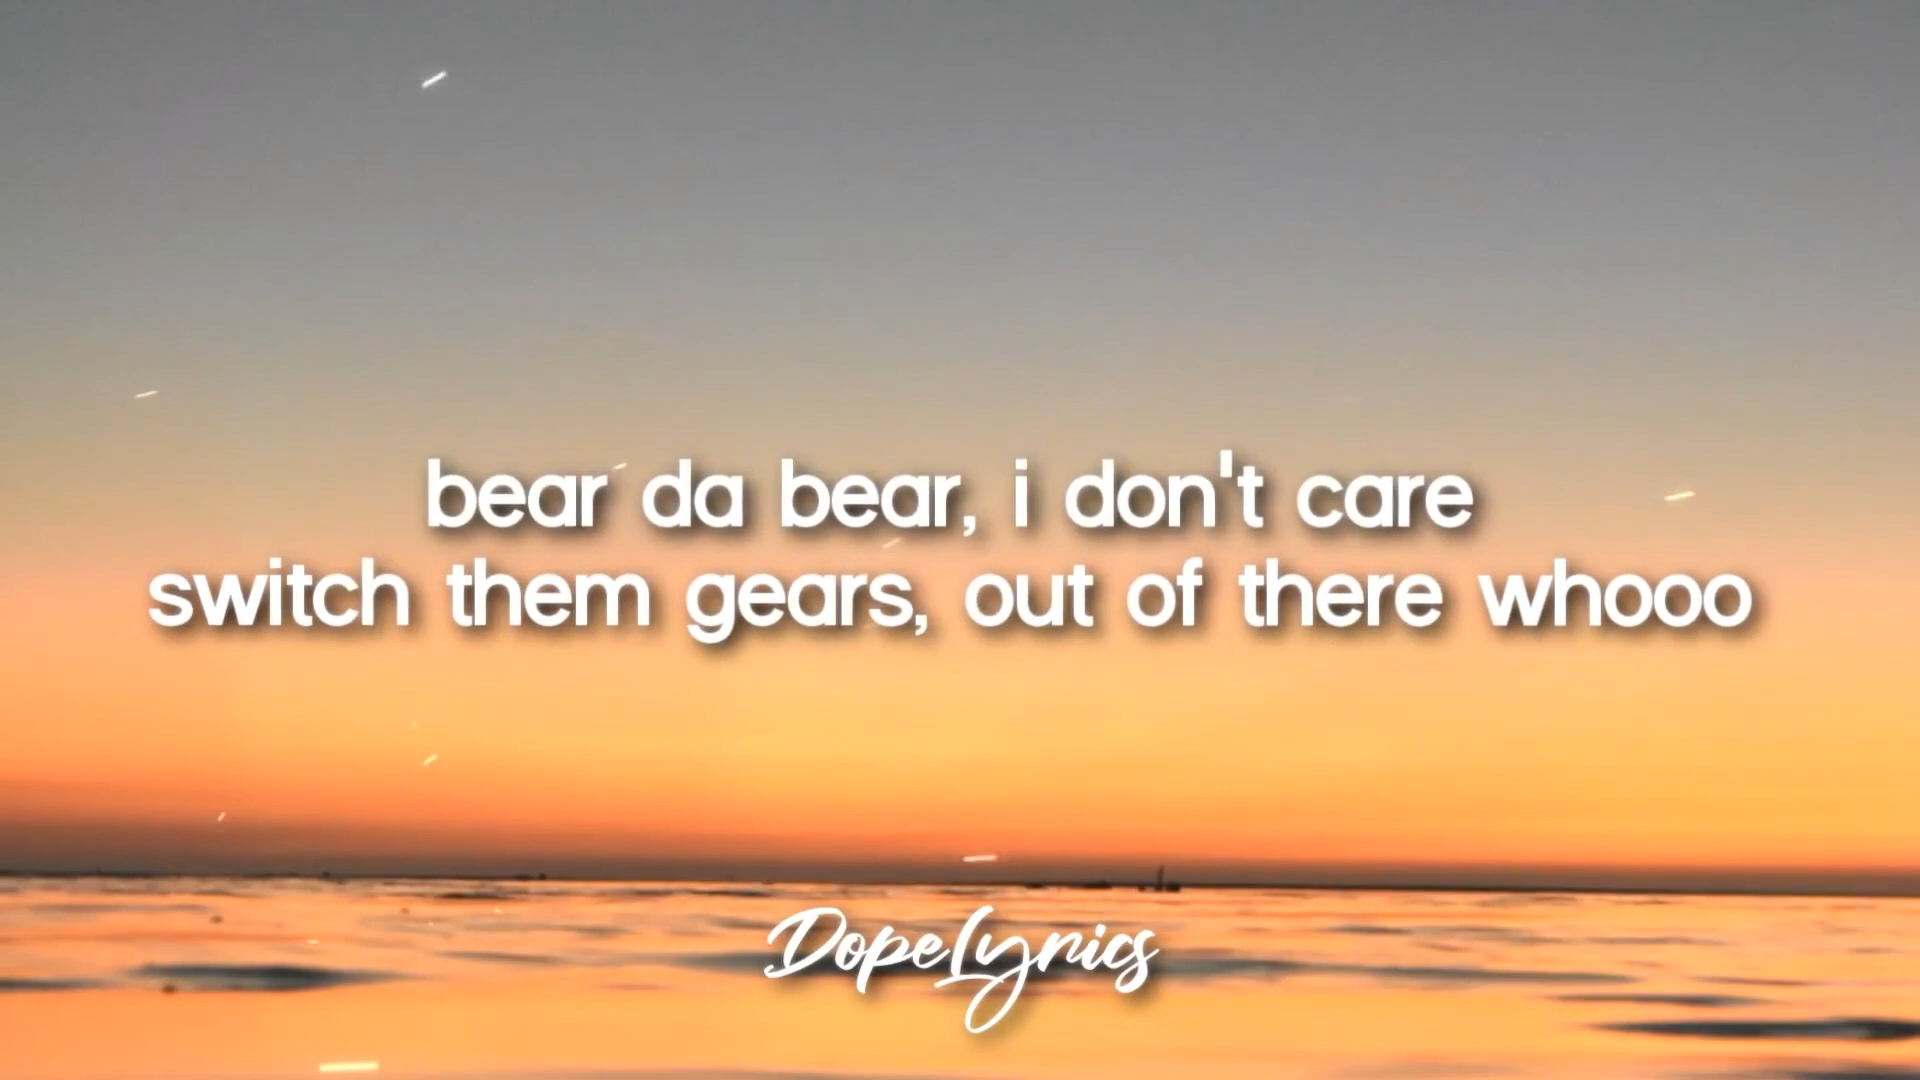 bear da bear, i don't care
switch them gears, out of there whooo
DopeLyrics